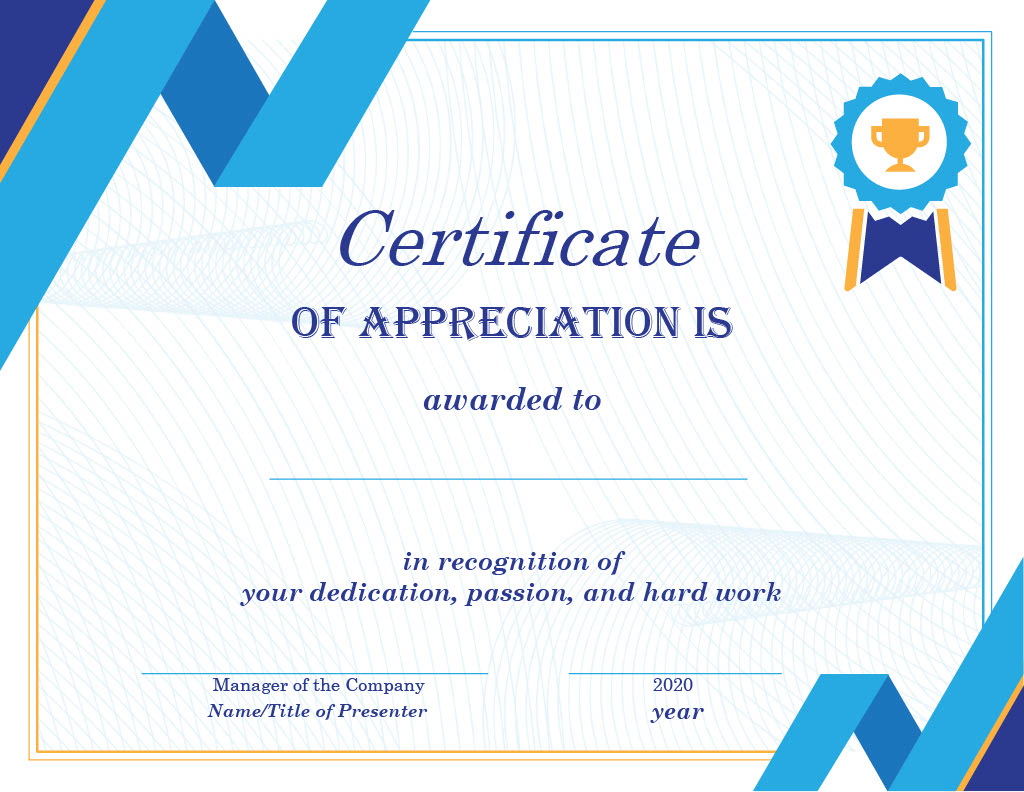 Certificate
OF APPRECIATION IS
awarded to
in recognition of
your dedication, passion, and hard work
Manager of the Company
Name/Title of Presenter
2020
year